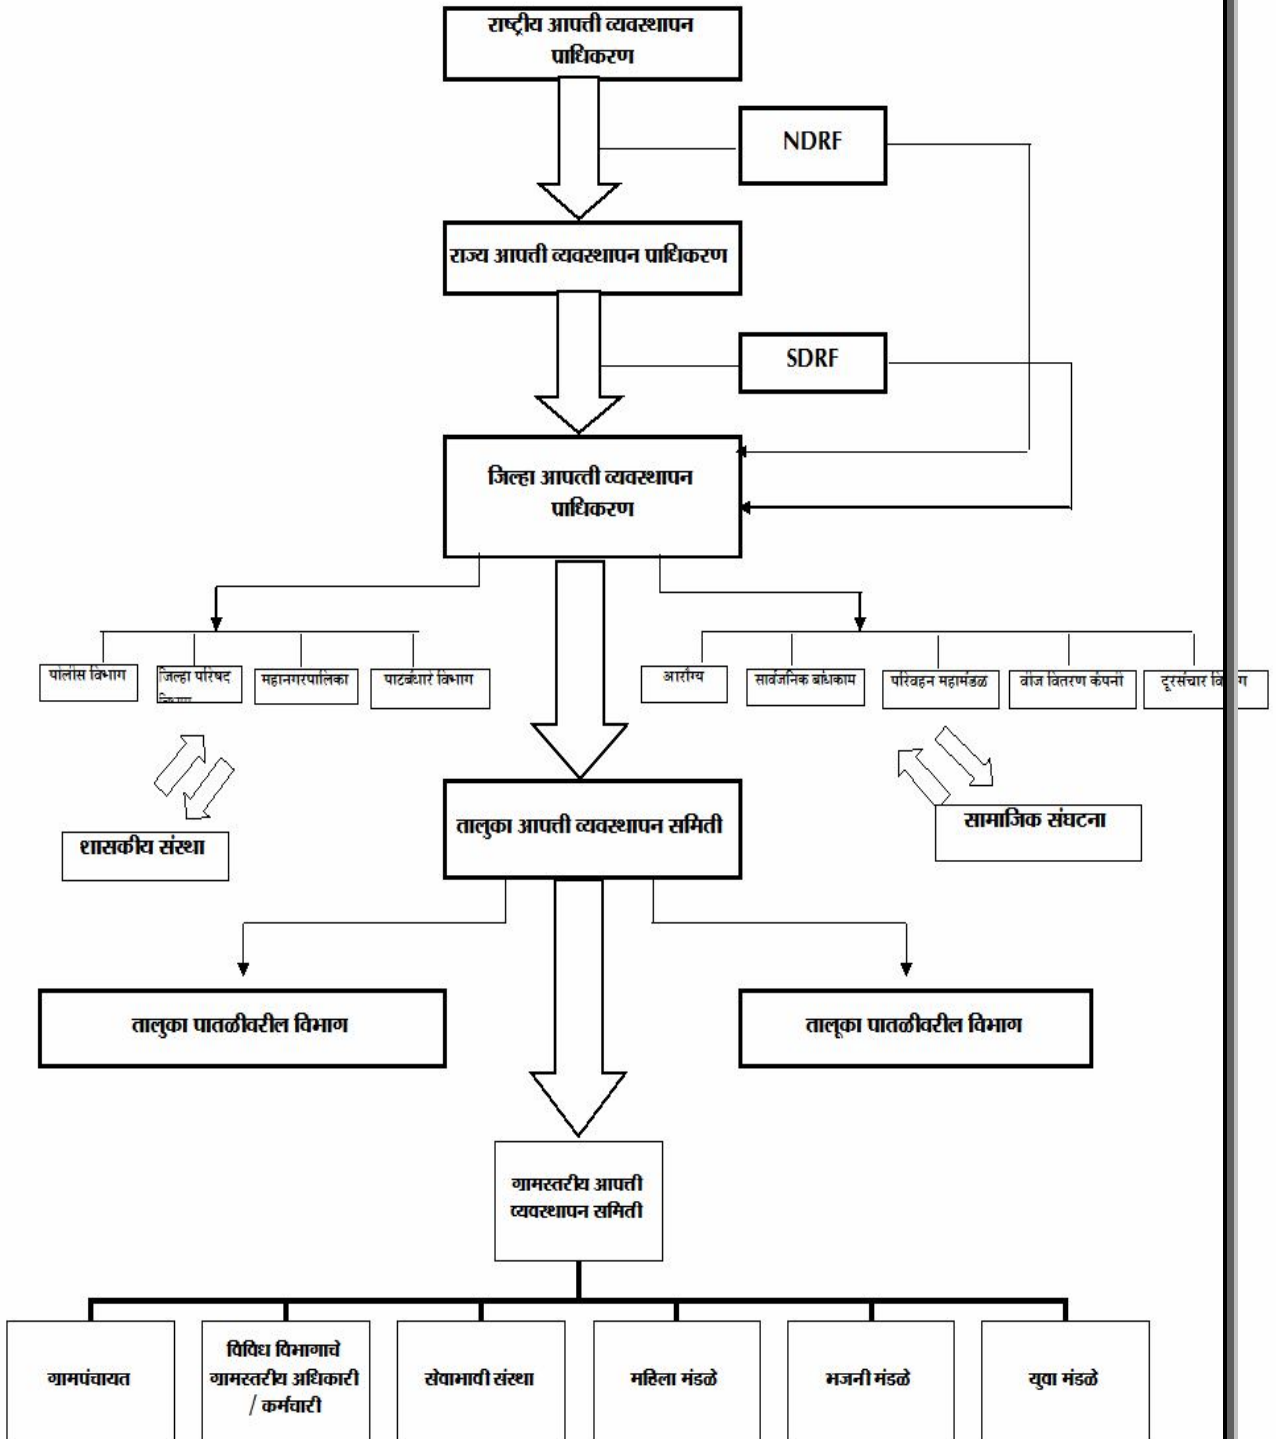 राष्ट्रीय आपत्ती व्यवस्थापन
प्राधिकरण
NDRF
राज्य आपत्ती व्यवस्थापन प्राधिकरण
SDRF
जिल्हा आपत्ती व्यवस्थापन
प्राधिकरण
पोलीस विभाग
जिल्हा परिषद
महानगरपालिका
पाटबंधारे विभाग
आरोग्य
सार्वजनिक बांधकाम
परिवहन महामंडळ
वीज वितरण कंपनी
दूरसंचार विभाग
तालुका आपत्ती व्यवस्थापन समिती
शासकीय संस्था
सामाजिक संघटना
तालुका पातळीवरील विभाग
तालूका पातळीवरील विभाग
ग्रामस्तरीय आपत्ती
व्यवस्थापन समिती
ग्रामपंचायत
विविध विभागाचे
ग्रामस्तरीय अधिकारी
/ कर्मचारी
सेवाभावी संस्था
महिला मंडळे
भजनी मंडळे
युवा मंडळे